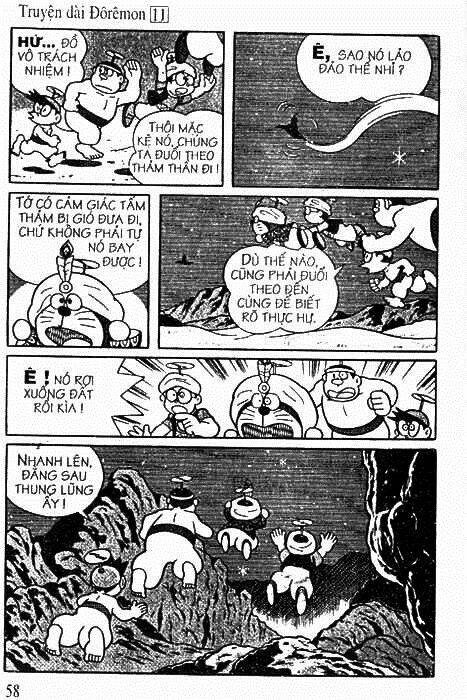 Truyện dài Đôrêmon 11
HỨ... ĐỒ
VÔ TRÁCH
NHIỆM !
THÔI MẶC
KỆ NÓ, CHÚNG
TA ĐUỔI THEO
THẢM THẦN ĐI !
Ê, SAO NÓ LẢO
ĐẢO THẾ NHỈ ?
TỚ CÓ CẢM GIÁC TẤM
THẢM BỊ GIÓ ĐƯA ĐI,
CHỨ KHÔNG PHẢI TỰ
NÓ BAY
ĐƯỢC !
DÙ THẾ NÀO,
CŨNG PHẢI ĐUỔI
THEO ĐẾN
CÙNG ĐỂ BIẾT
RÕ THỰC HƯ.
Ê ! NÓ RƠI
XUỐNG ĐẤT
RỒI KÌA !
NHANH LÊN,
ĐẰNG SAU
THUNG LŨNG
ẤY !
58